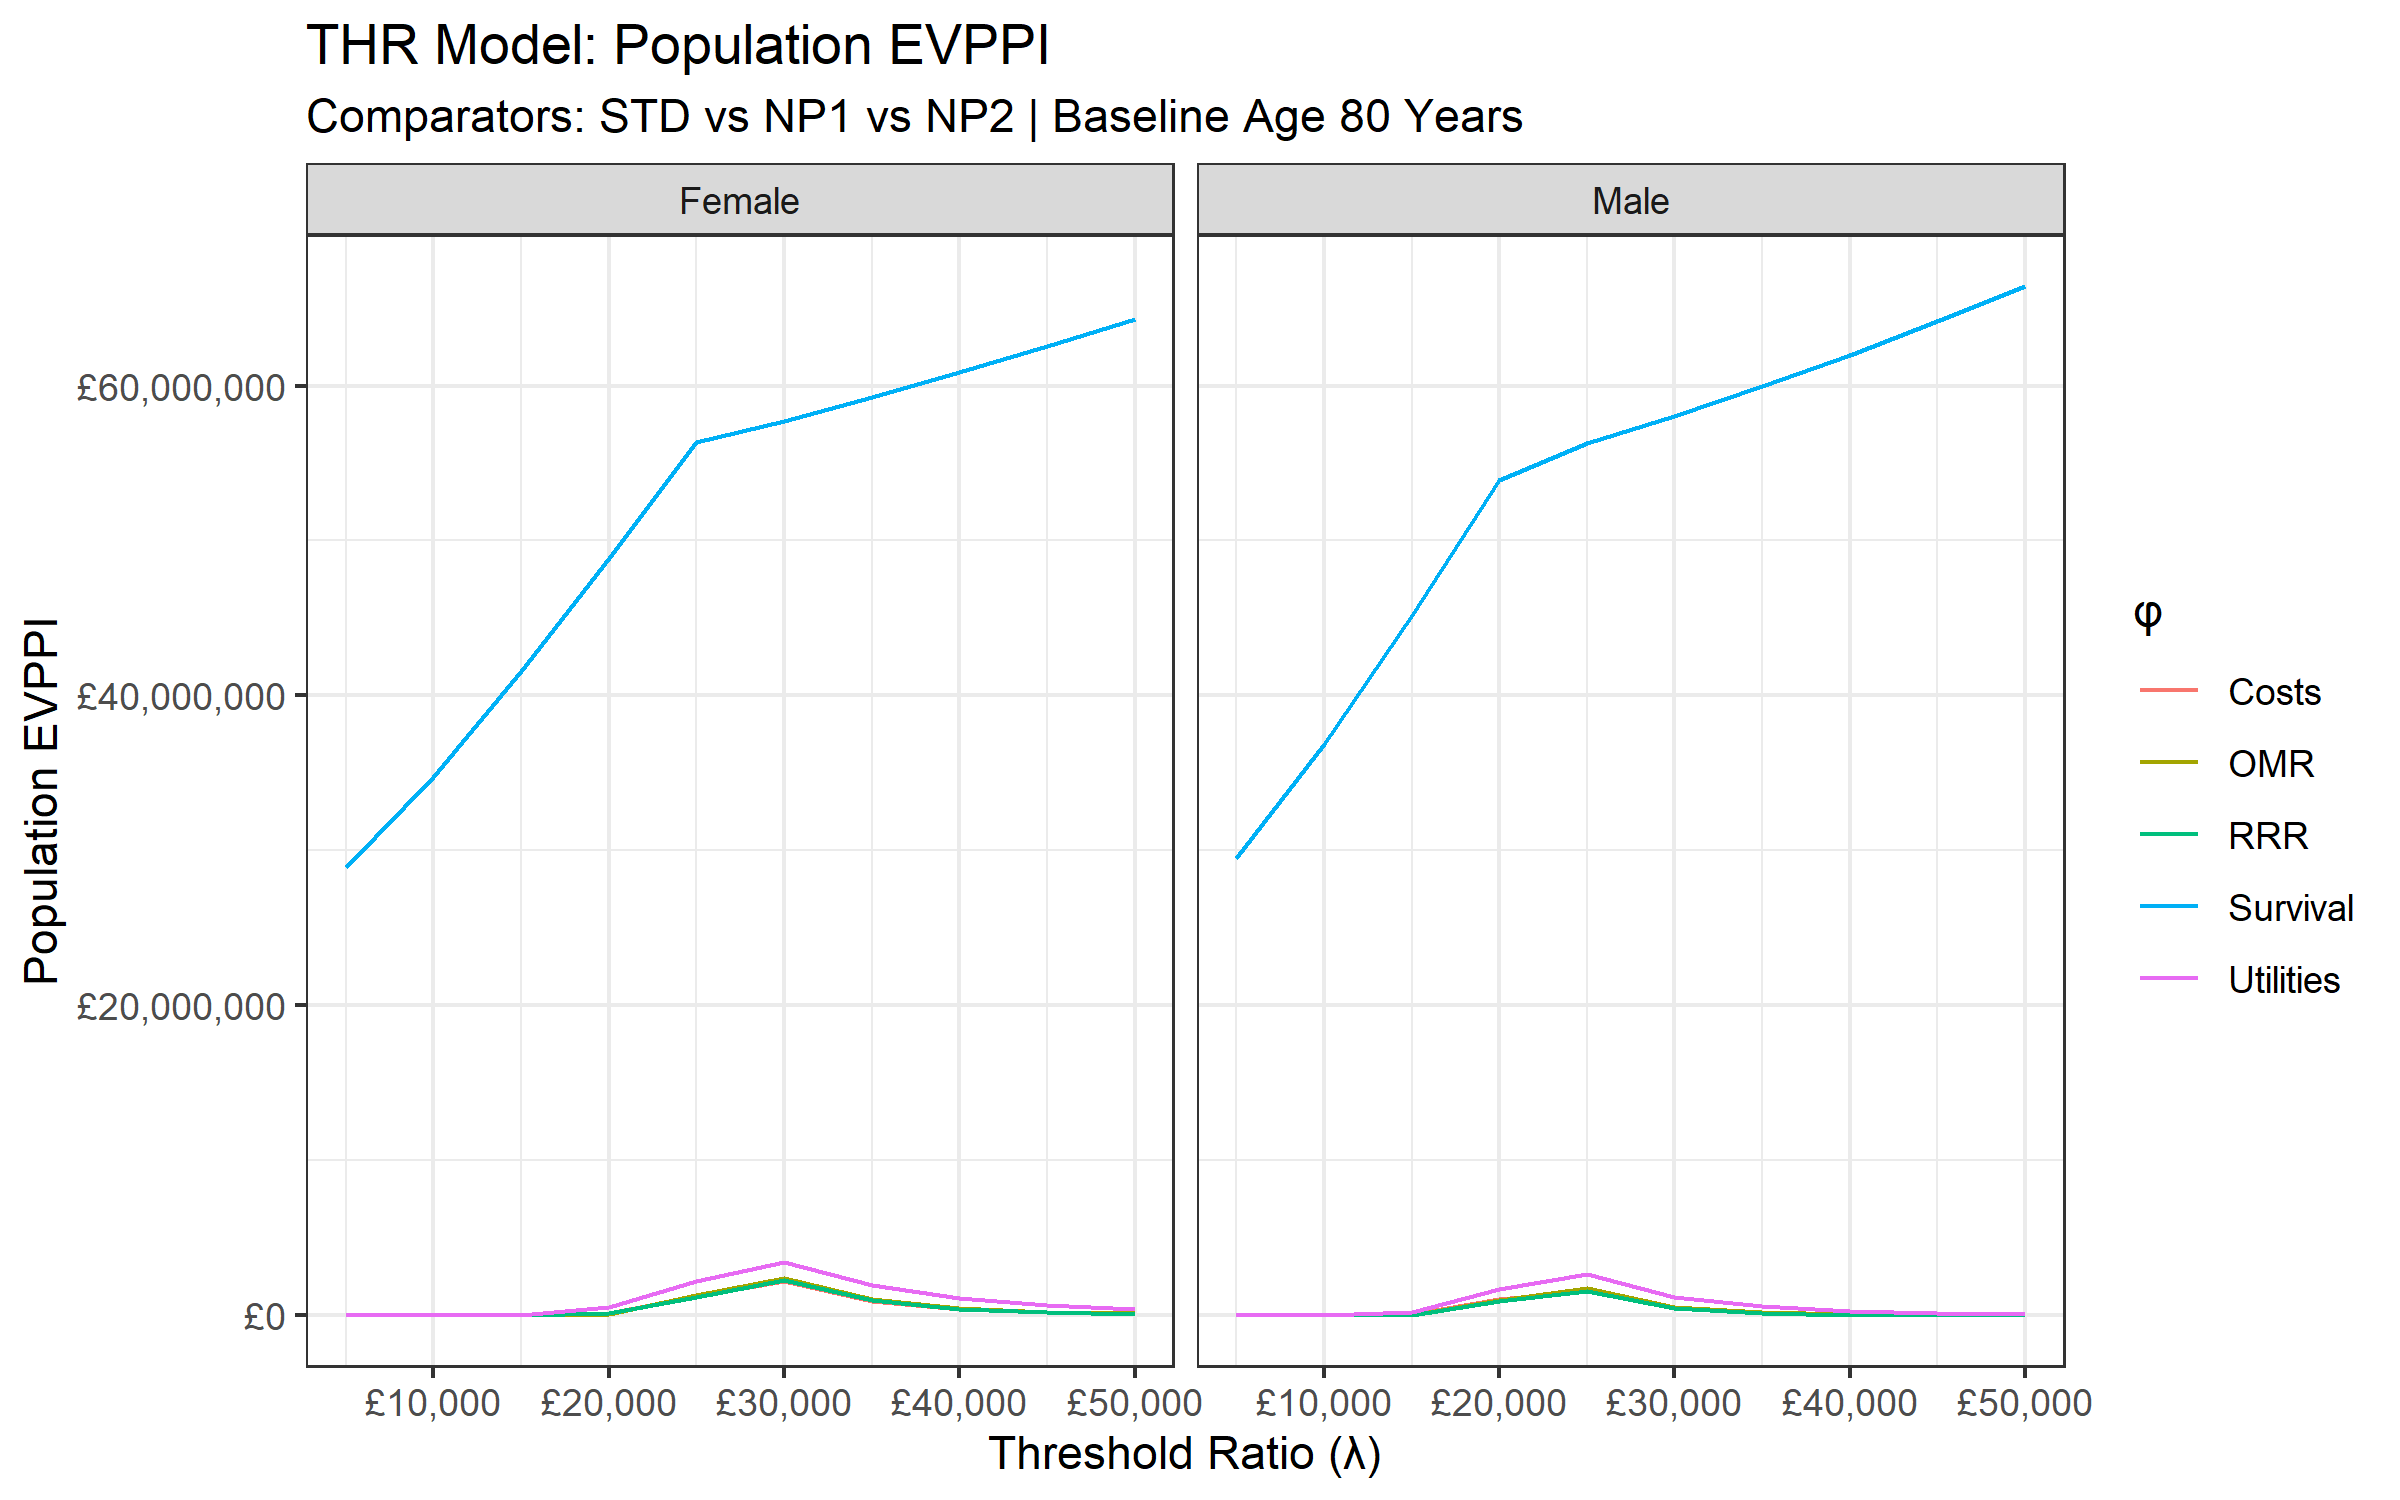 THR Model: Population EVPPI
Comparators: STD vs NP1 vs NP2 | Baseline Age 80 Years
Female
Male
Population EVPPI
£60,000,000
£40,000,000
£20,000,000
£0
£10,000
£20,000
£30,000
£40,000
£50,000
£10,000
£20,000
£30,000
£40,000
£50,000
Threshold Ratio (λ)
φ
Costs
OMR
RRR
Survival
Utilities